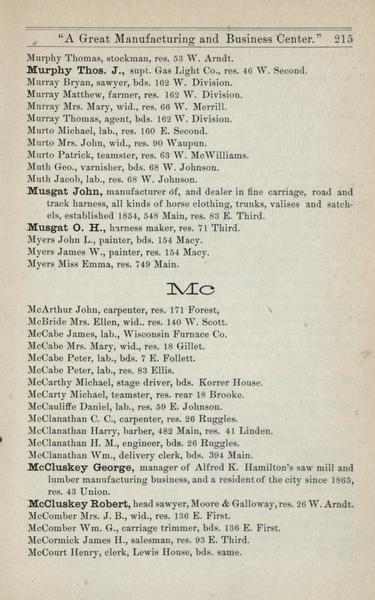 "A Great Manufacturing and Business Center." 215
Murphy Thomas, stockman, res. 53 W. Arndt.
Murphy Thos. J., supt. Gas Light Co., res. 46 W. Second.
Murray Bryan, sawyer, bds. 162 W. Division.
Murray Matthew, farmer, res. 162 W. Division.
Murray Mrs. Mary, wid., res. 66 W. Merrill.
Murray Thomas, agent, bds. 162 W. Division.
Murto Michael, lab., res. 160 E. Second.
Murto Mrs. John, wid., res. 90 Waupun.
Murto Patrick, teamster, res. 63 W. McWilliams.
Muth Geo., varnisher, bds. 68 W. Johnson.
Muth Jacob, lab., res. 68 W. Johnson.
Musgat John, manufacturer of, and dealer in fine carriage, road and
track harness, all kinds of horse clothing, trunks, valises and satch-
els, established 1854, 548 Main, res. 83 E. Third.
Musgat O. H., harness maker, res. 71 Third.
Myers John L., painter, bds. 154 Macy.
Myers James W., painter, res. 154 Macy.
Myers Miss Emma, res. 749 Main.
Mc
McArthur John, carpenter, res. 171 Forest,
McBride Mrs. Ellen, wid.. res. 140 W. Scott.
McCabe James, lab., Wisconsin Furnace Co.
McCabe Mrs. Mary, wid., res. 18 Gillet.
McCabe Peter, lab., bds. 7 E. Follett.
McCabe Peter, lab., res. 83 Ellis.
McCarthy Michael, stage driver, bds. Korrer House.
McCarty Michael, teamster, res. rear 18 Brooke.
McCauliffe Daniel, lab., res. 59 E. Johnson.
McClanathan C. C., carpenter, res. 26 Ruggles.
McClanathan Harry, barber, 482 Main, res. 41 Linden.
McClanathan H. M., engineer, bds. 26 Ruggles.
McClanathan Wm., delivery clerk, bds. 394 Main.
McCluskey George, manager of Alfred K. Hamilton's saw mill and
lumber manufacturing business, and a resident of the city since 1865,
res. 43 Union.
McCluskey Robert, head sawyer, Moore & Galloway, res. 26 W. Arndt.
McComber Mrs. J. B., wid., res. 136 E. First.
McComber Wm. G., carriage trimmer, bds. 136 E. First.
McCormick James H., salesman, res. 93 E. Third.
McCourt Henry, clerk, Lewis House, bds. same.